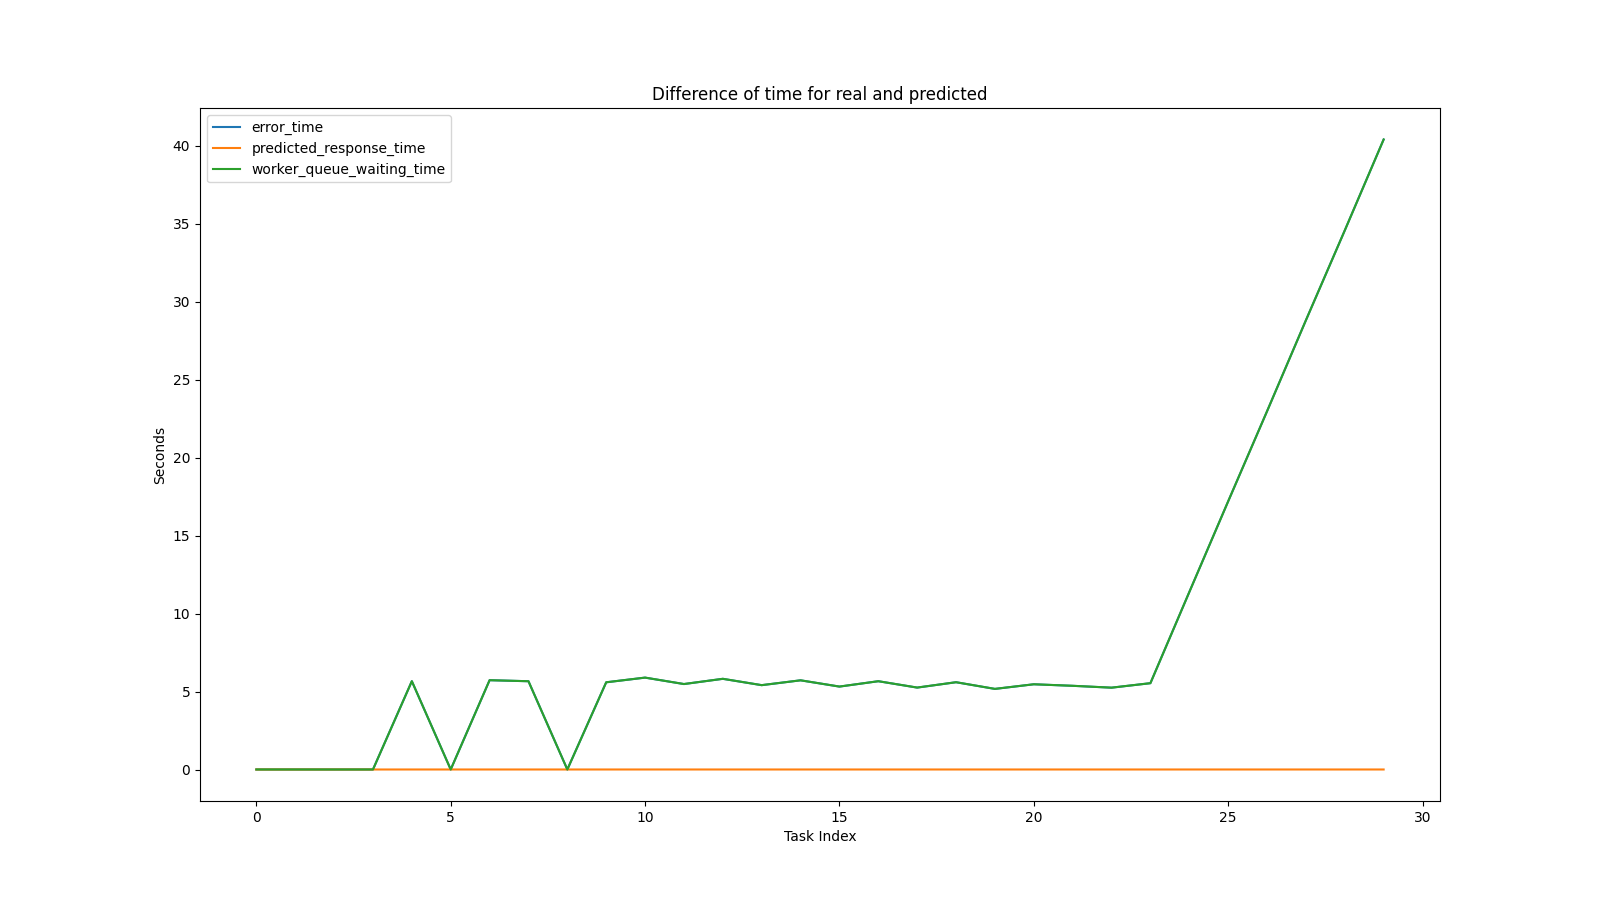 Difference of time for real and predicted
error_time
predicted_response_time
worker_queue_waiting_time
40
35
30
25
20
15
10
5
0
Seconds
0 5 10 15 20 25 30
Task Index